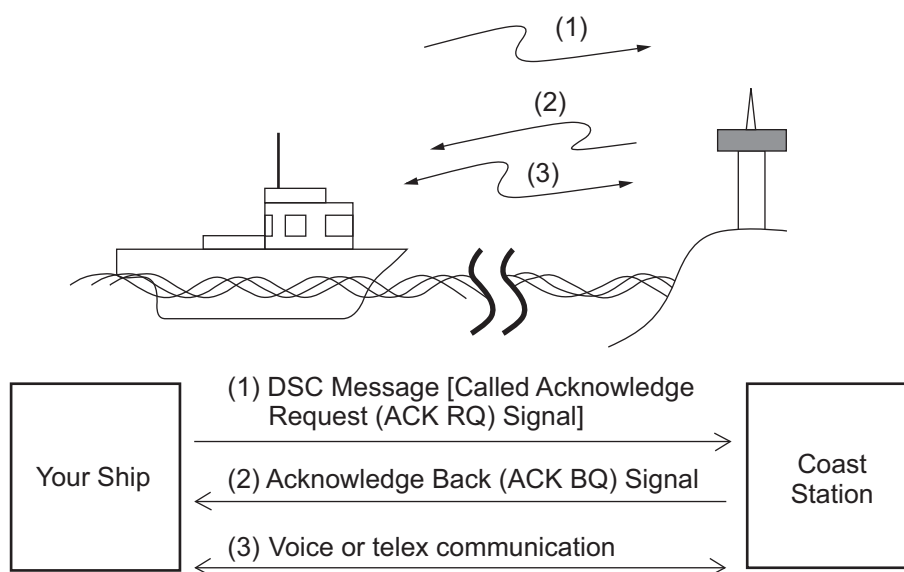 (1)
(2)
(3)
(1) DSC Message [Called Acknowledge
Request (ACK RQ) Signal]
Your Ship
(2) Acknowledge Back (ACK BQ) Signal
Coast
Station
(3) Voice or telex communication